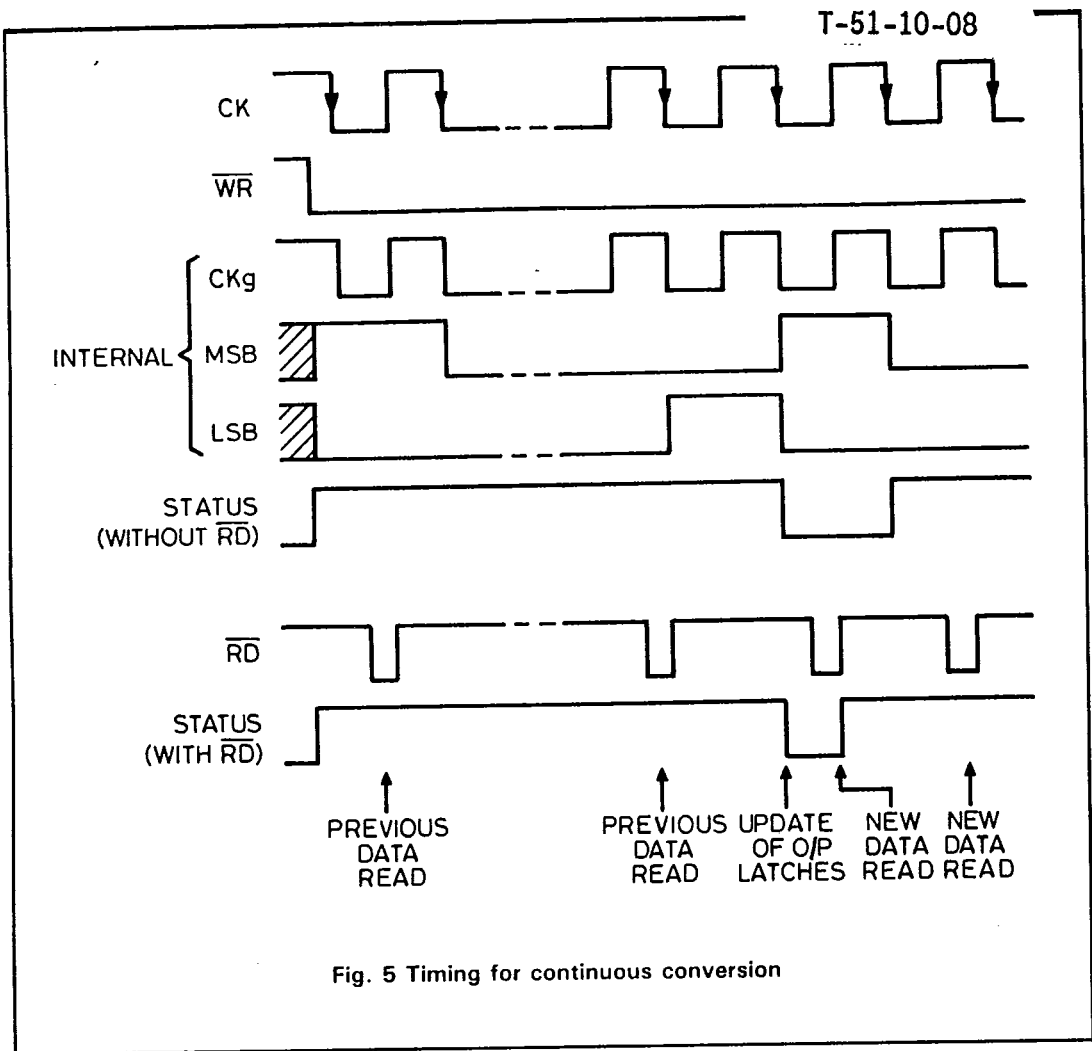 T-51-10-08
CK
WR
CKg
INTERNAL
MSB
LSB
STATUS
(WITHOUT RD)
RD
STATUS
(WITH RD)
PREVIOUS
DATA
READ
PREVIOUS
DATA
READ
UPDATE
OF O/P
LATCHES
NEW
DATA
READ
NEW
DATA
READ
Fig. 5 Timing for continuous conversion